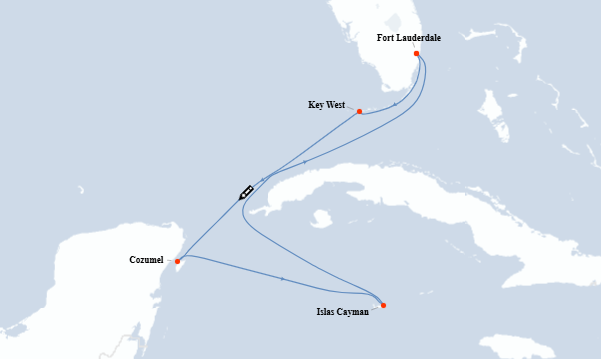 Fort Lauderdale
Key West
Cozumel
Islas Cayman